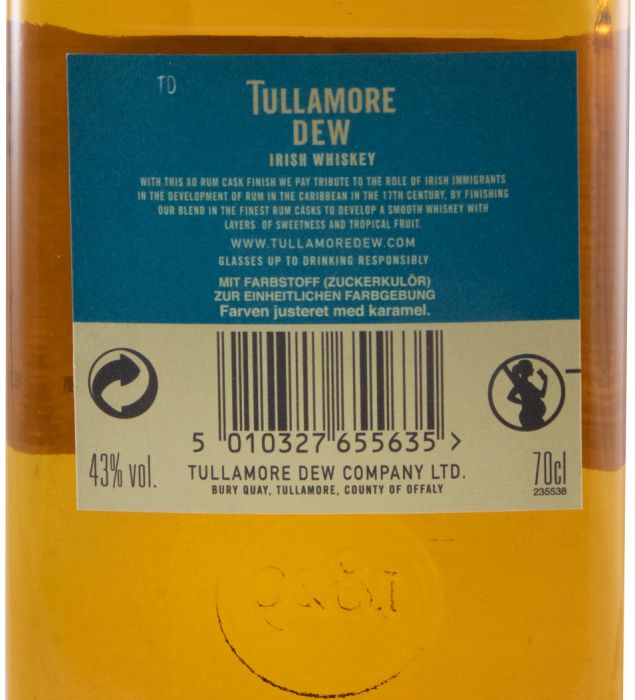 TD
TULLAMORE
DEW
IRISH WHISKEY
WITH THIS XO RUM CASK FINISH WE PAY TRIBUTE TO THE ROLE OF IRISH IMMIGRANTS
IN THE DEVELOPMENT OF RUM IN THE CARIBBEAN IN THE 17TH CENTURY, BY FINISHING
OUR BLEND IN THE FINEST RUM CASKS TO DEVELOP A SMOOTH WHISKEY WITH
LAYERS OF SWEETNESS AND TROPICAL FRUIT.
WWW.TULLAMOREDEW.COM
GLASSES UP TO DRINKING RESPONSIBLY
MIT FARBSTOFF (ZUCKERKULÖR)
ZUR EINHEITLICHEN FARBGEBUNG
Farven justeret med karamel.
5 010327 655635 >
43% vol.
TULLAMORE DEW COMPANY LTD.
BURY QUAY, TULLAMORE, COUNTY OF OFFALY
70cl
235538